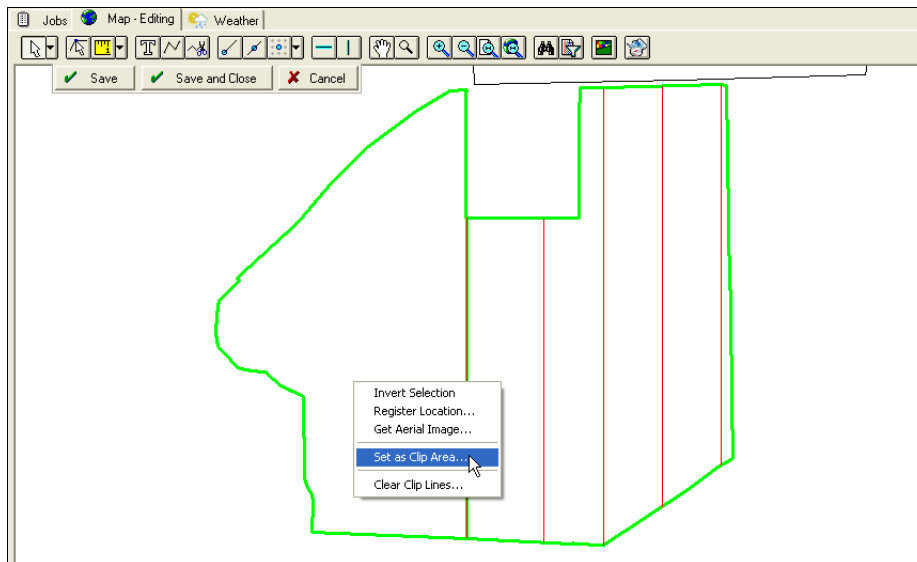 Jobs Map - Editing Weather
T
Save Save and Close Cancel
Invert Selection
Register Location...
Get Aerial Image...
Set as Clip Area...
Clear Clip Lines...